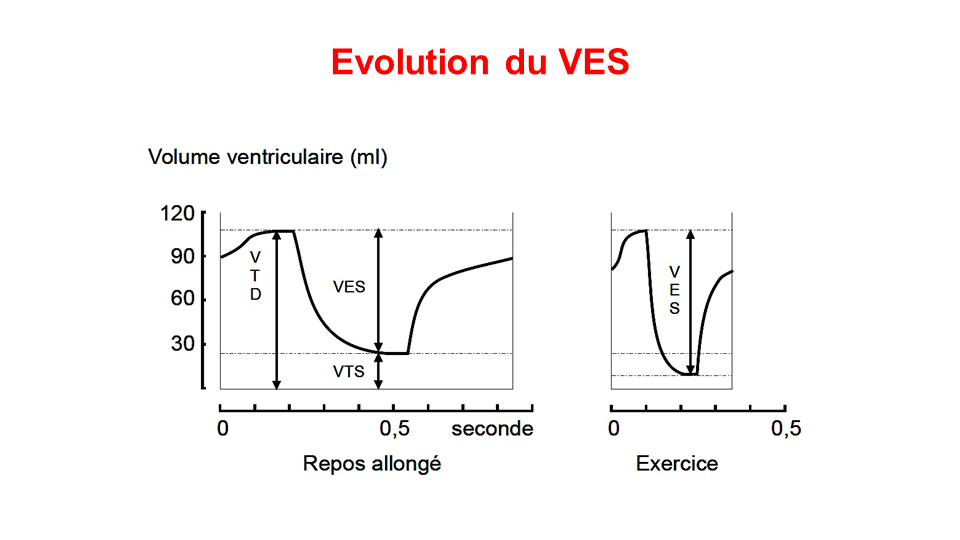 Evolution du VES
Volume ventriculaire (ml)
120
90
60
30
V
T
D
VES
VTS
V
E
S
0
0,5
seconde
0
0,5
Repos allongé
Exercice